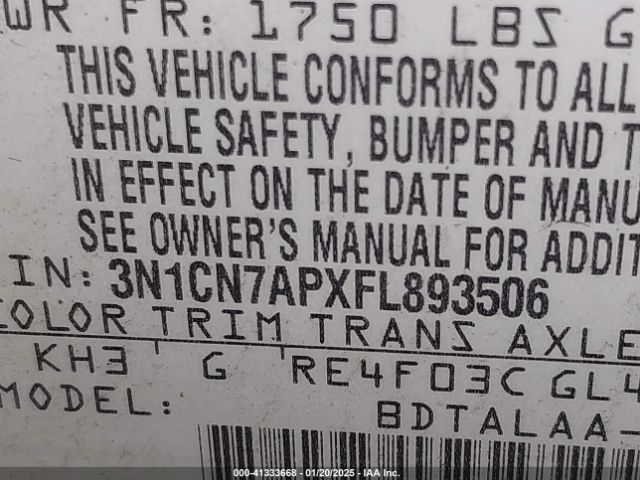 WR FR: 1750 LBS G
THIS VEHICLE CONFORMS TO ALL
VEHICLE SAFETY, BUMPER AND T
IN EFFECT ON THE DATE OF MANU
SEE OWNER'S MANUAL FOR ADDIT
IN: 3N1CN7APXFL893506
COLOR TRIM TRANS AXLE
KH3 G RE4F03C GL4
MODEL: BDTALAA-
000-41333668 - 01/20/2025 - IAA Inc.